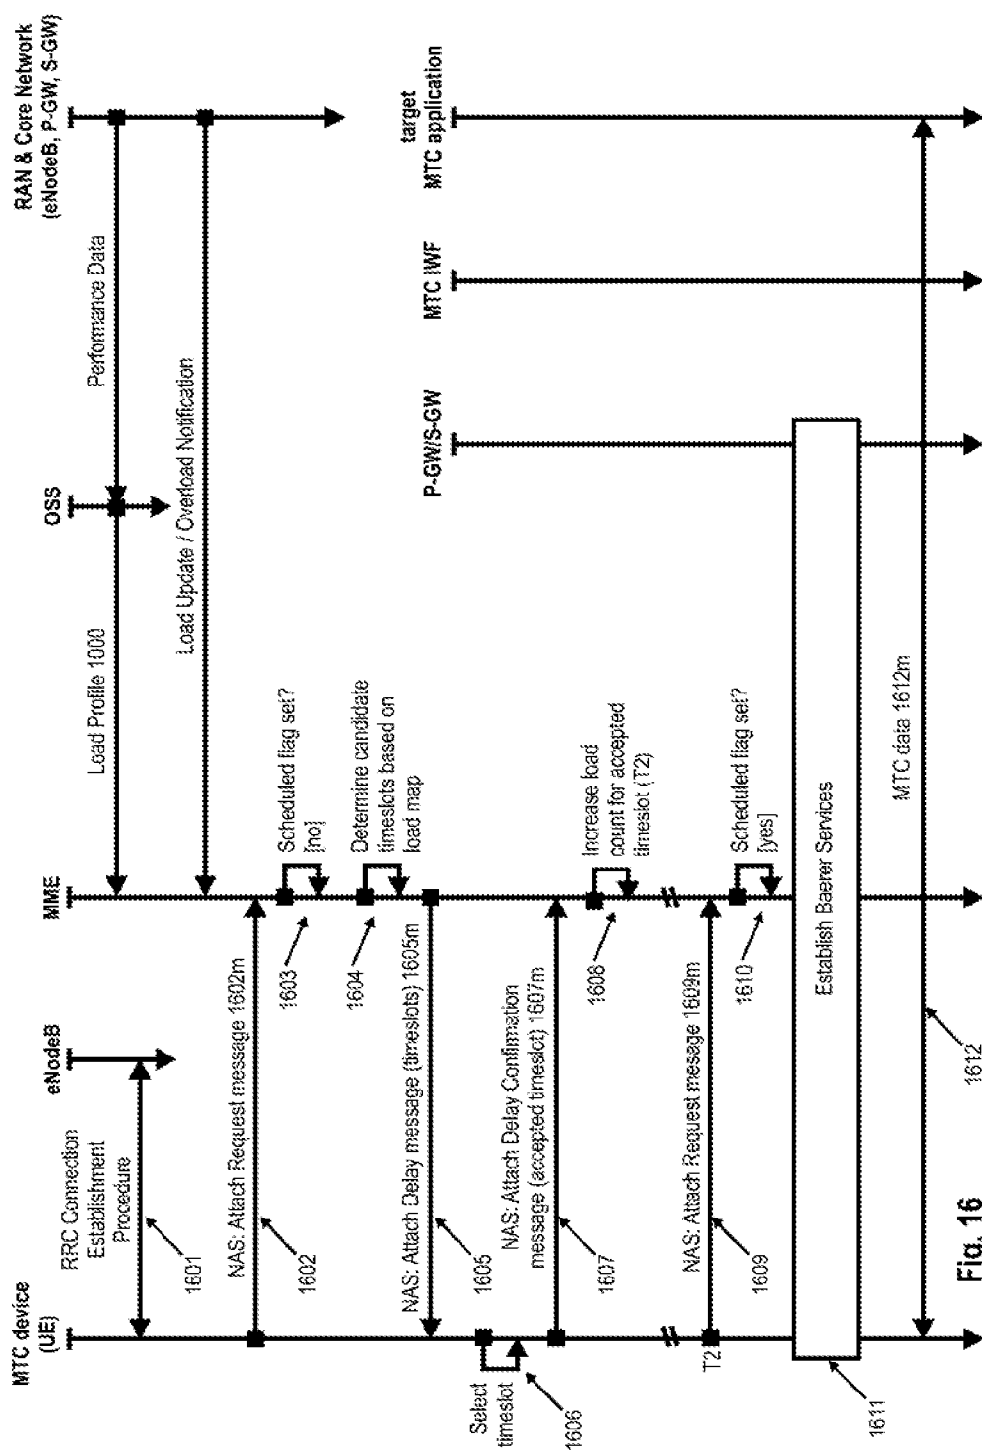 MTC device
(UE)
eNodeB
MME
OSS
RAN & Core Network
(eNodeB, P-GW, S-GW)
RRC Connection
Establishment
Procedure
1601
Load Profile 1000
Performance Data
Load Update / Overload Notification
NAS: Attach Request message 1602m
1602
Scheduled flag set?
[no]
1603
Determine candidate
timeslots based on
load map
1604
NAS: Attach Delay message (timeslots) 1605m
1605
P-GW/S-GW
MTC IWF
target
MTC application
Select
timeslot
1606
NAS: Attach Delay Confirmation
message (accepted timeslot) 1607m
1607
Increase load
count for accepted
timeslot (T2)
1608
T2
NAS: Attach Request message 1609m
1609
Scheduled flag set?
[yes]
1610
Establish Baerer Services
1611
MTC data 1612m
1612
Fig. 16